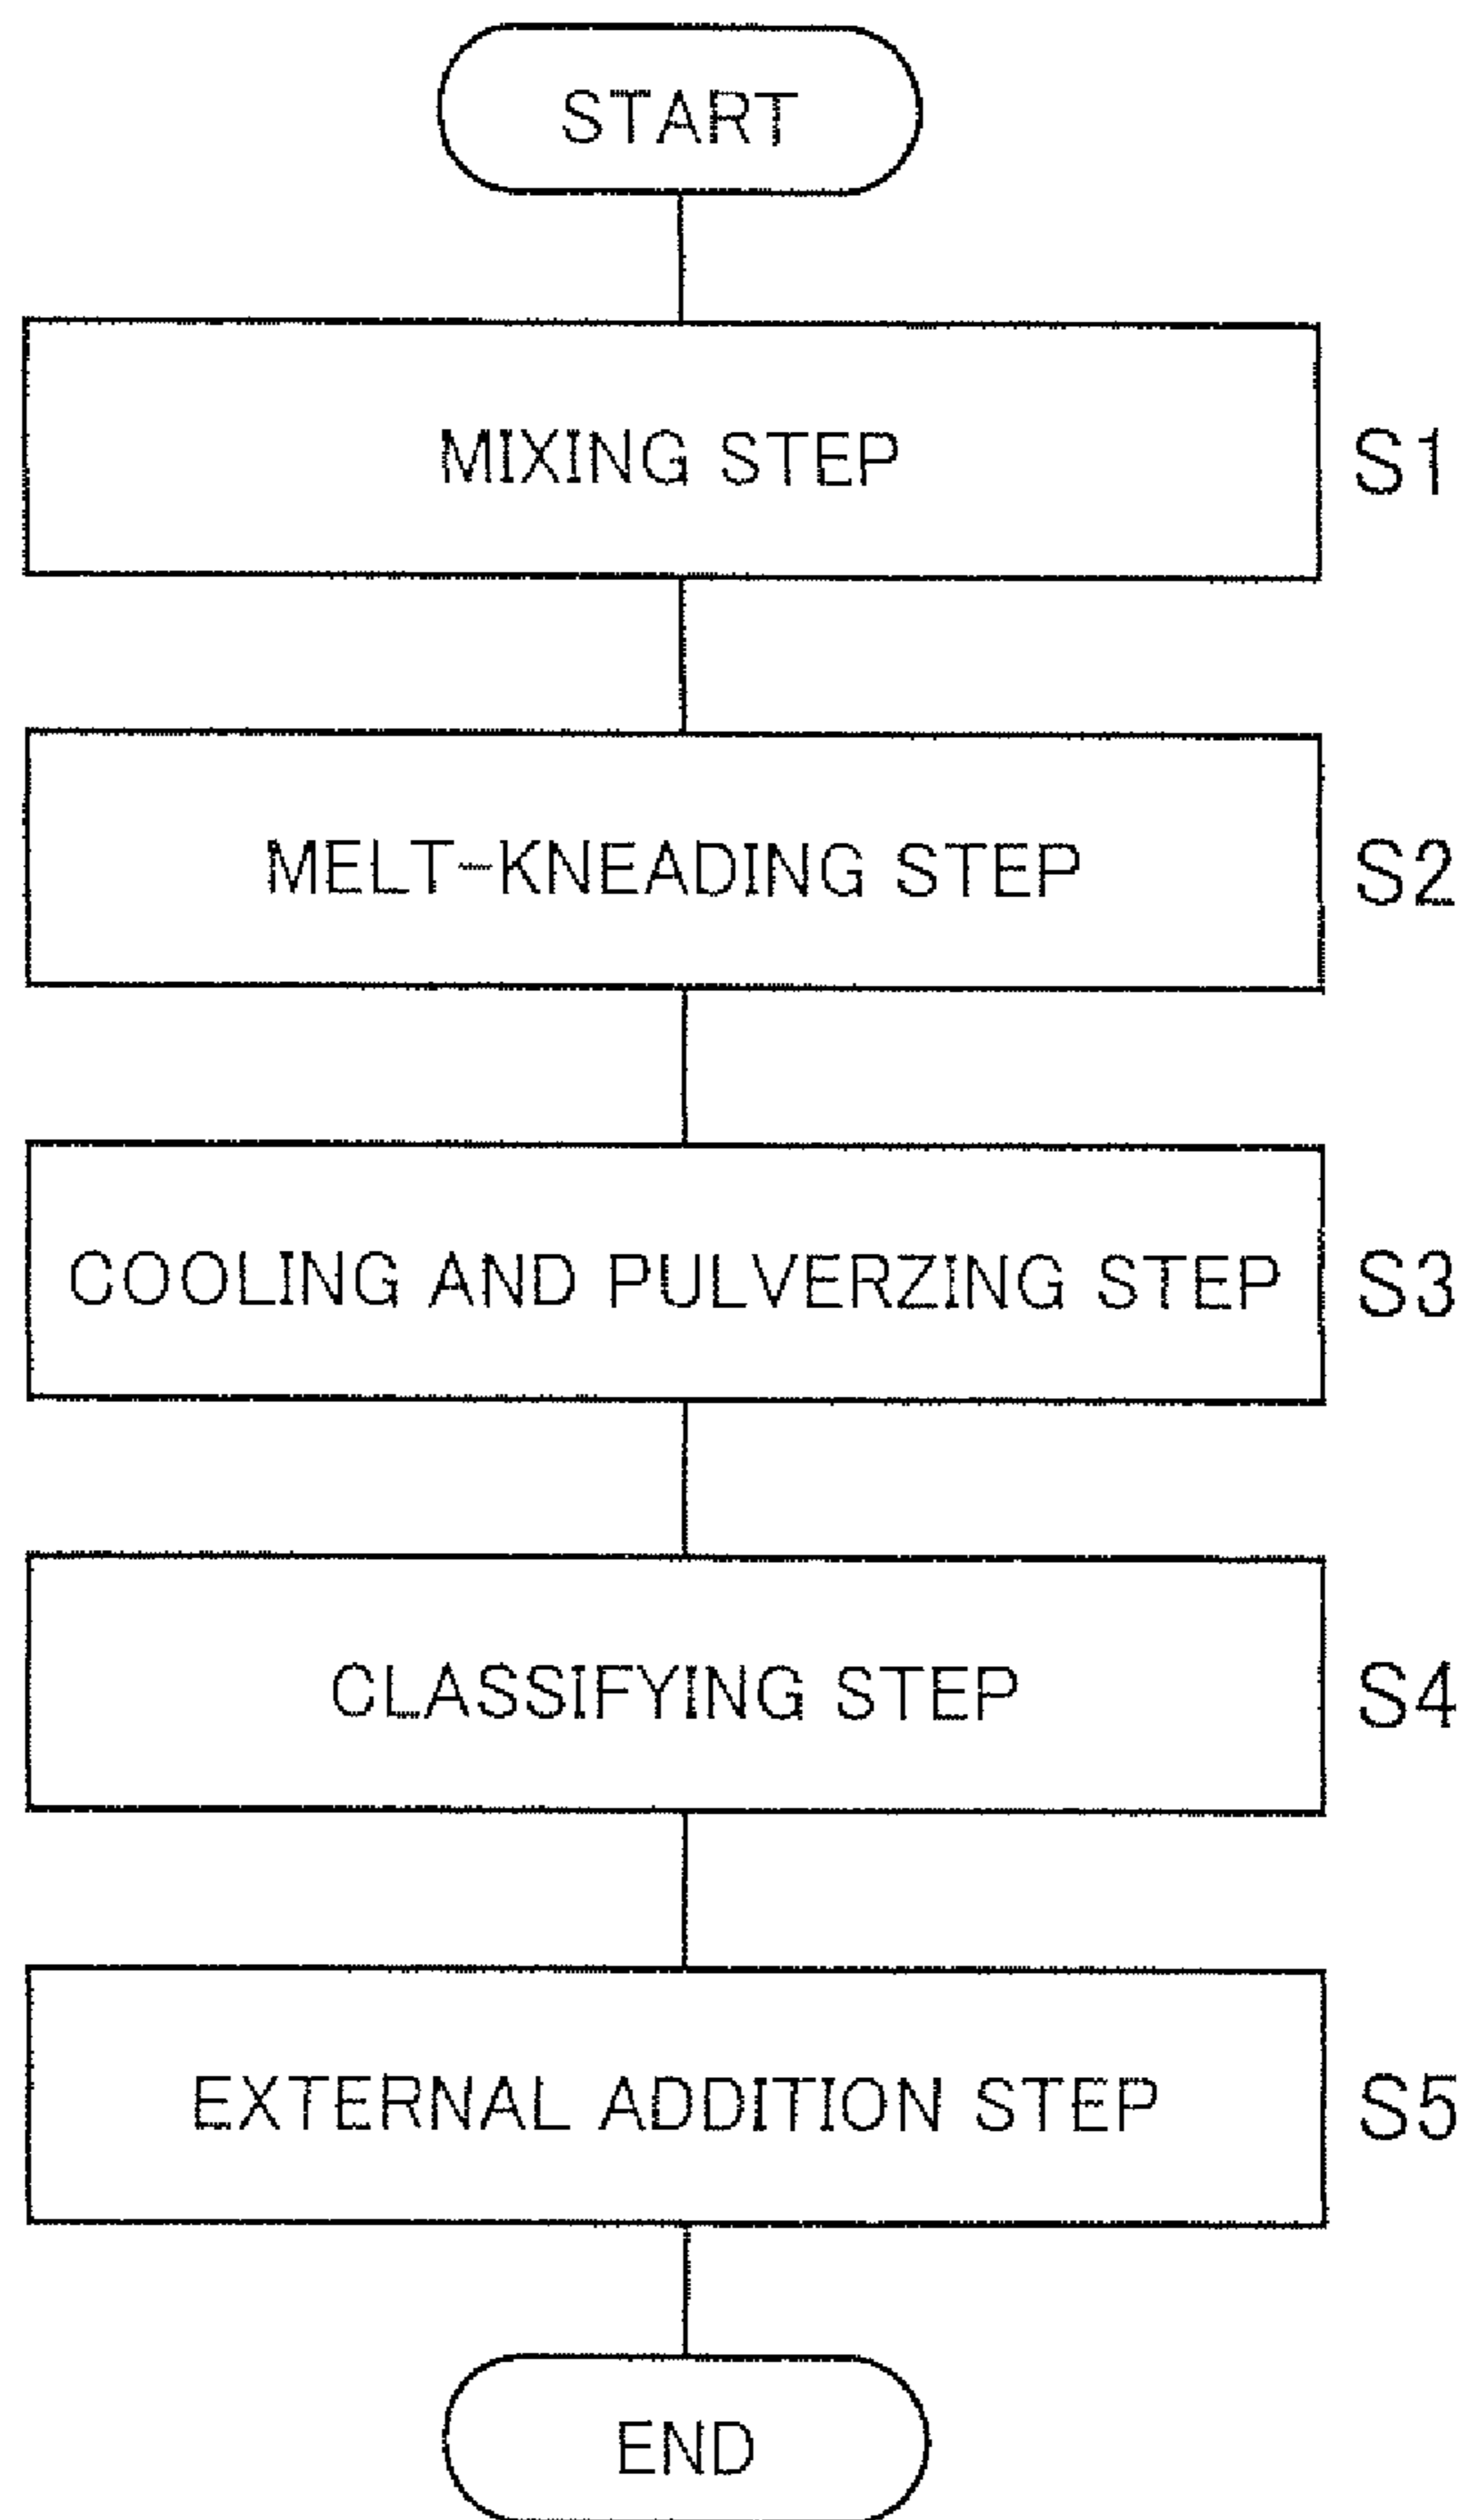 START
MIXING STEP S1
MELT-KNEADING STEP S2
COOLING AND PULVERZING STEP S3
CLASSIFYING STEP S4
EXTERNAL ADDITION STEP S5
END